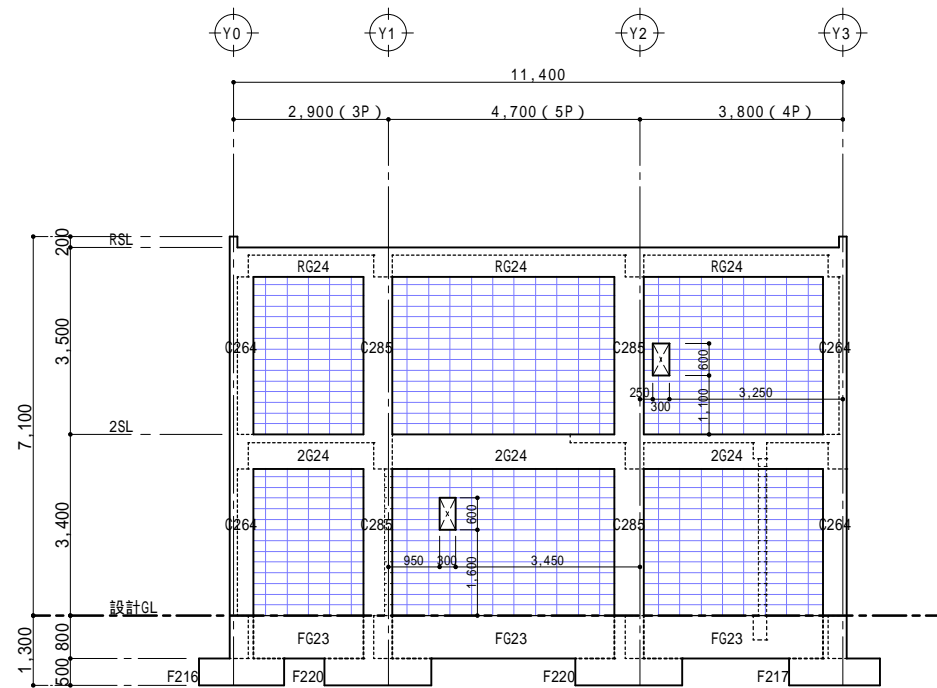 Y0 Y1 Y2 Y3
11,400
2,900 ( 3P ) 4,700 ( 5P ) 3,800 ( 4P )
200
RSL
RG24 RG24 RG24
3,500
C264 C285 C285 C264
600
250 300 3,250
1,100
7,100
2SL
2G24 2G24 2G24
3,400
C264 C285 C285 C264
600
950 300 3,450
1,600
設計GL
1,300
800
FG23 FG23 FG23
500
F216 F220 F220 F217